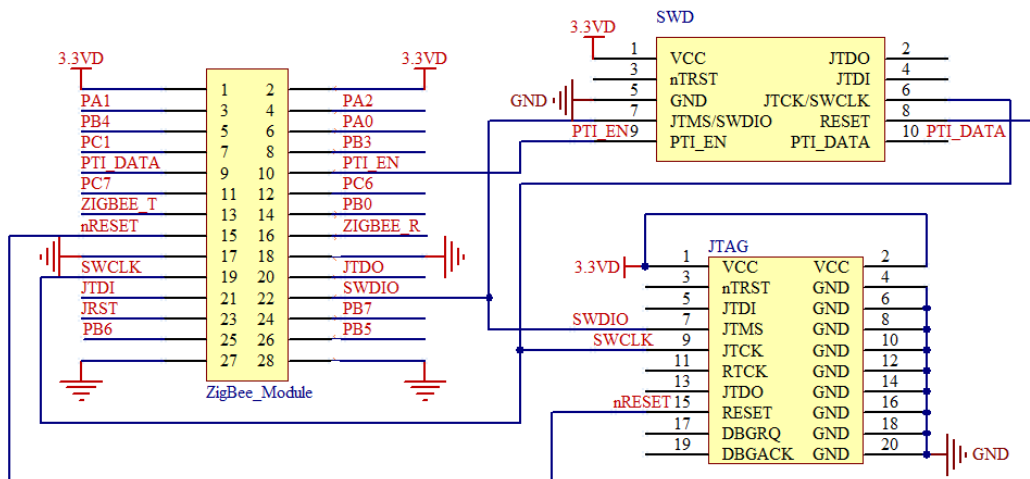 SWD
3.3VD
1 VCC JTDO 2
3 nTRST JTDI 4
GND 5 GND JTCK/SWCLK 6
7 JTMS/SWDIO RESET 8
PTI_EN 9 PTI_EN PTI_DATA 10 PTI_DATA
3.3VD 3.3VD
1 2
PA1 3 4 PA2
PB4 5 6 PA0
PC1 7 8 PB3
PTI_DATA 9 10 PTI_EN
PC7 11 12 PC6
ZIGBEE_T 13 14 PB0
nRESET 15 16 ZIGBEE_R
17 18
SWCLK 19 20 JTDO
JTDI 21 22 SWDIO
JRST 23 24 PB7
PB6 25 26 PB5
27 28
ZigBee_Module
JTAG
3.3VD 1 VCC VCC 2
3 nTRST GND 4
5 JTDI GND 6
SWDIO 7 JTMS GND 8
SWCLK 9 JTCK GND 10
11 RTCK GND 12
13 JTDO GND 14
nRESET 15 RESET GND 16
17 DBGRQ GND 18
19 DBGACK GND 20 GND